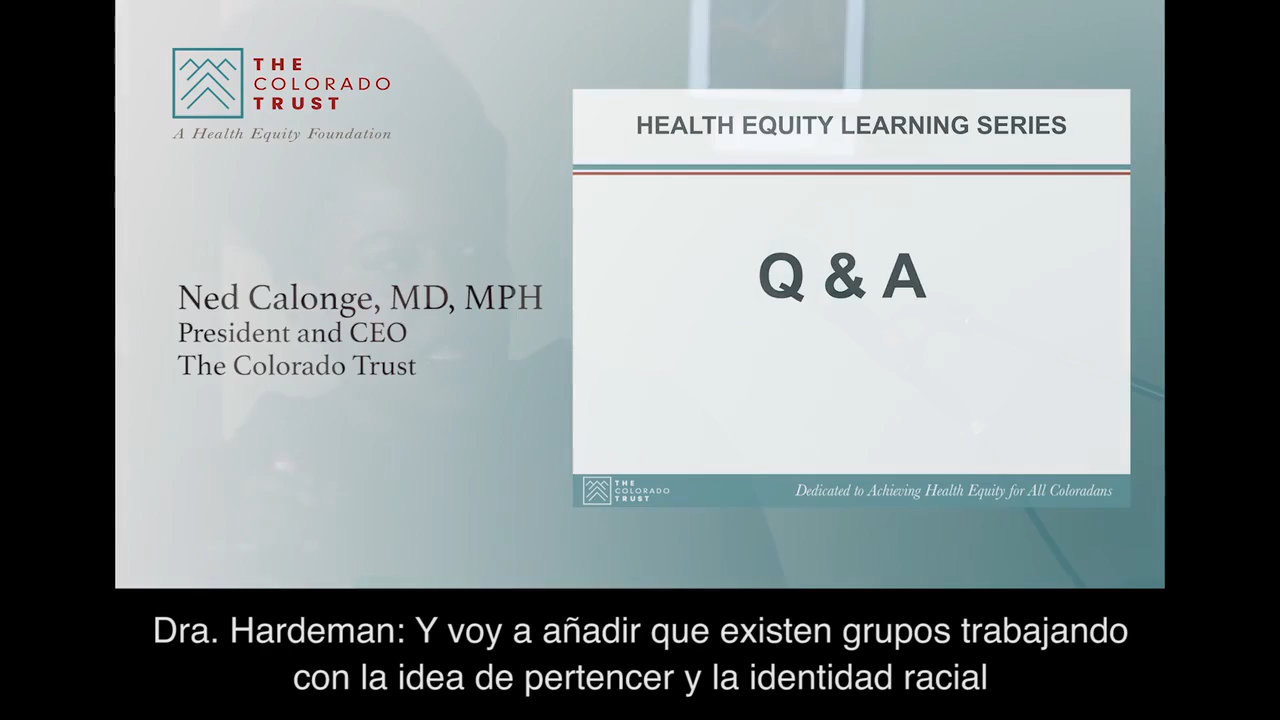 THE
COLORADO
TRUST
A Health Equity Foundation
Ned Calonge, MD, MPH
President and CEO
The Colorado Trust
HEALTH EQUITY LEARNING SERIES
Q & A
THE
COLORADO
TRUST
Dedicated to Achieving Health Equity for All Coloradans
Dra. Hardeman: Y voy a añadir que existen grupos trabajando
con la idea de pertencer y la identidad racial